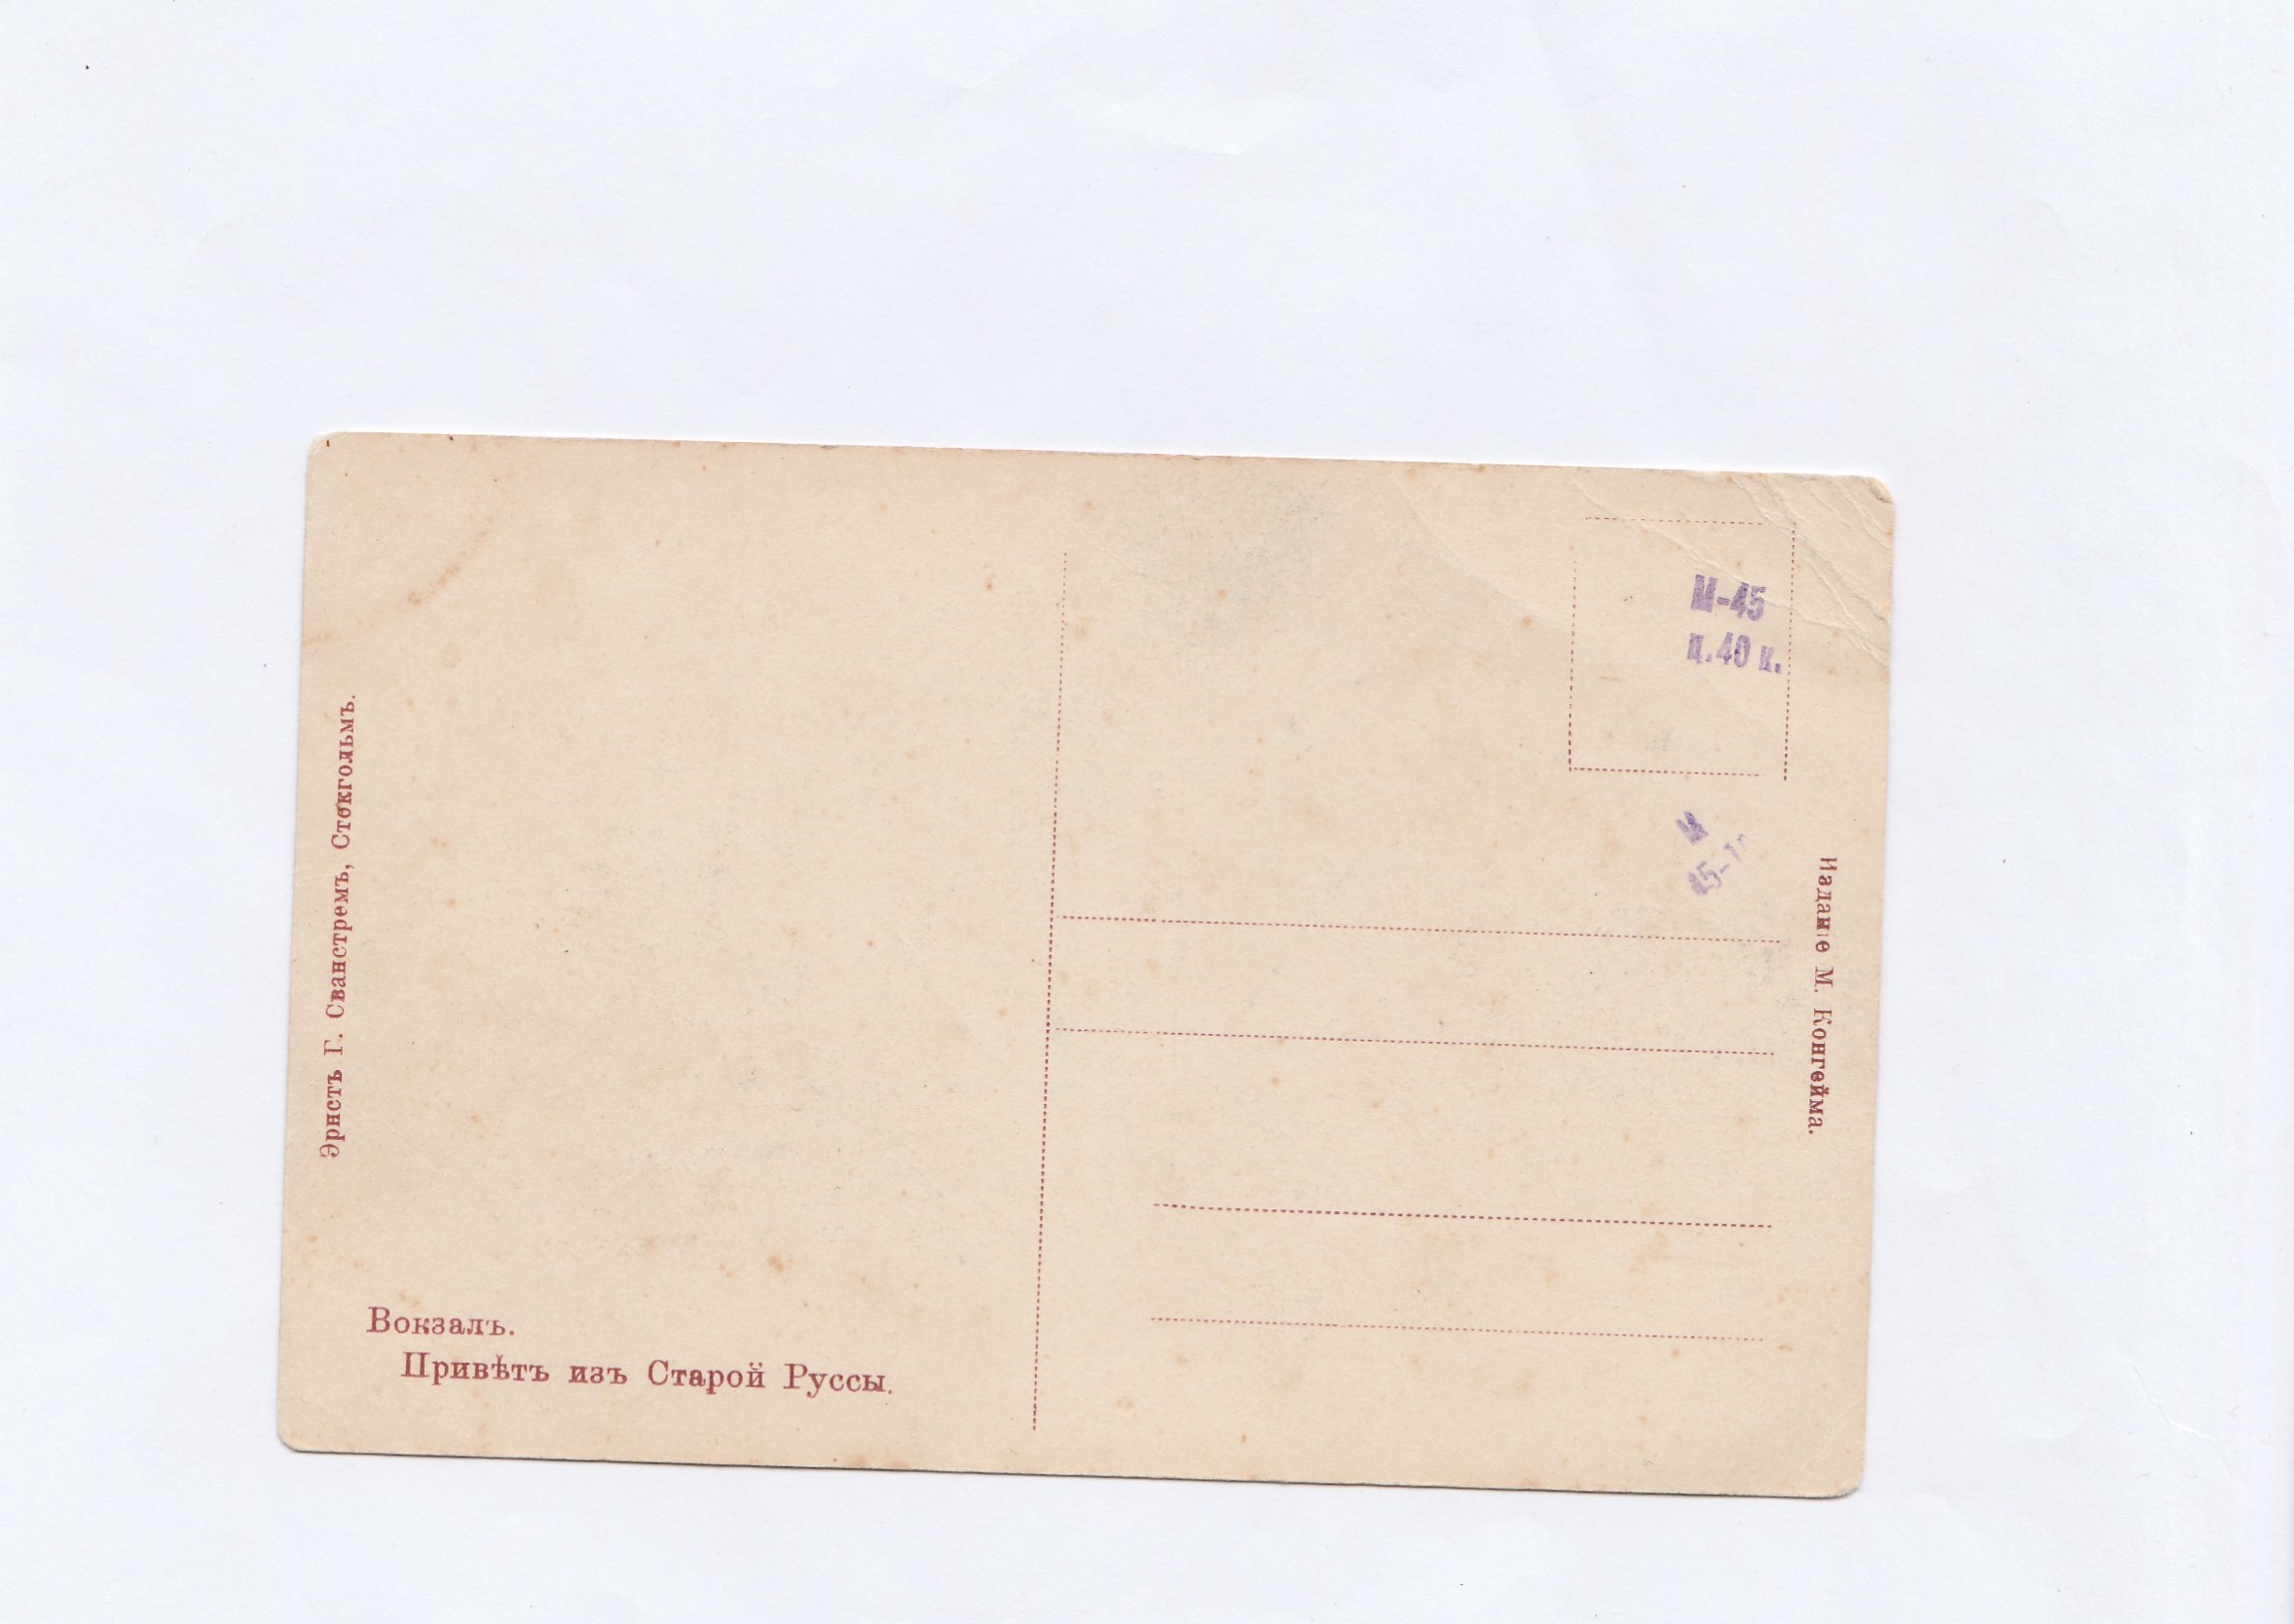 Эрнстъ Г. Сванстремъ, Стокгольмъ.
Вокзалъ.
Привѣтъ изъ Старой Руссы.
М-45
ц.40 к.
Изданіе М. Конгейма.